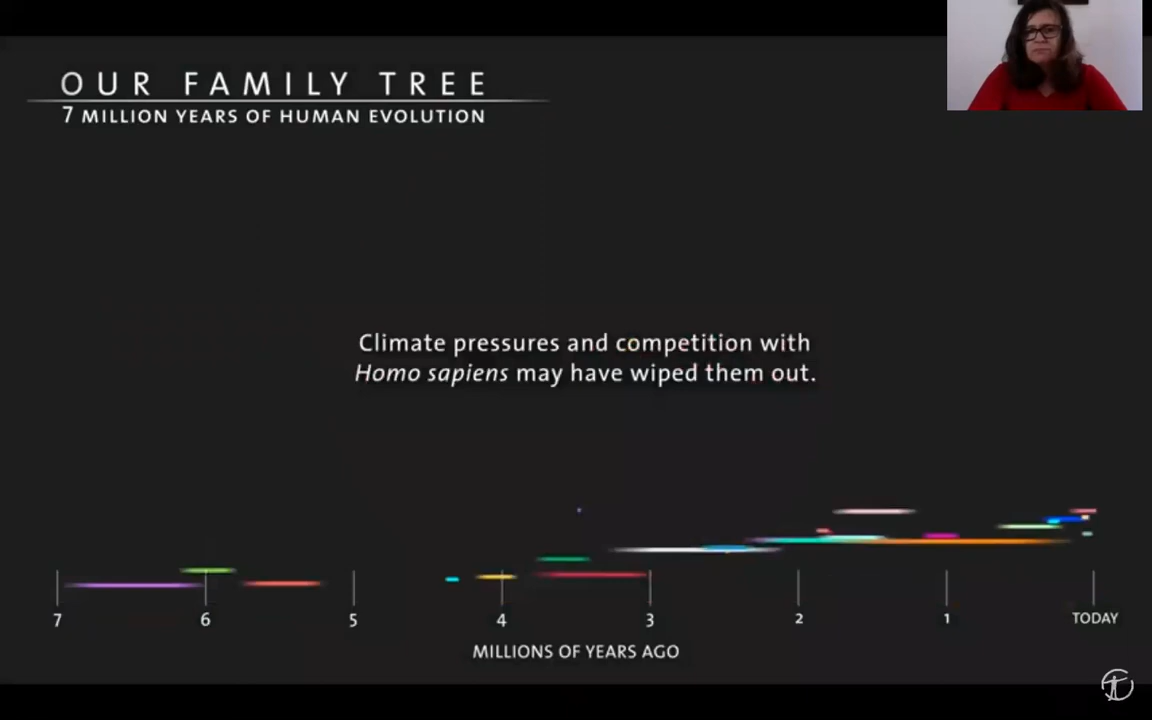 OUR FAMILY TREE
7 MILLION YEARS OF HUMAN EVOLUTION
Climate pressures and competition with
Homo sapiens may have wiped them out.
7 6 5 4 3 2 1 TODAY
MILLIONS OF YEARS AGO